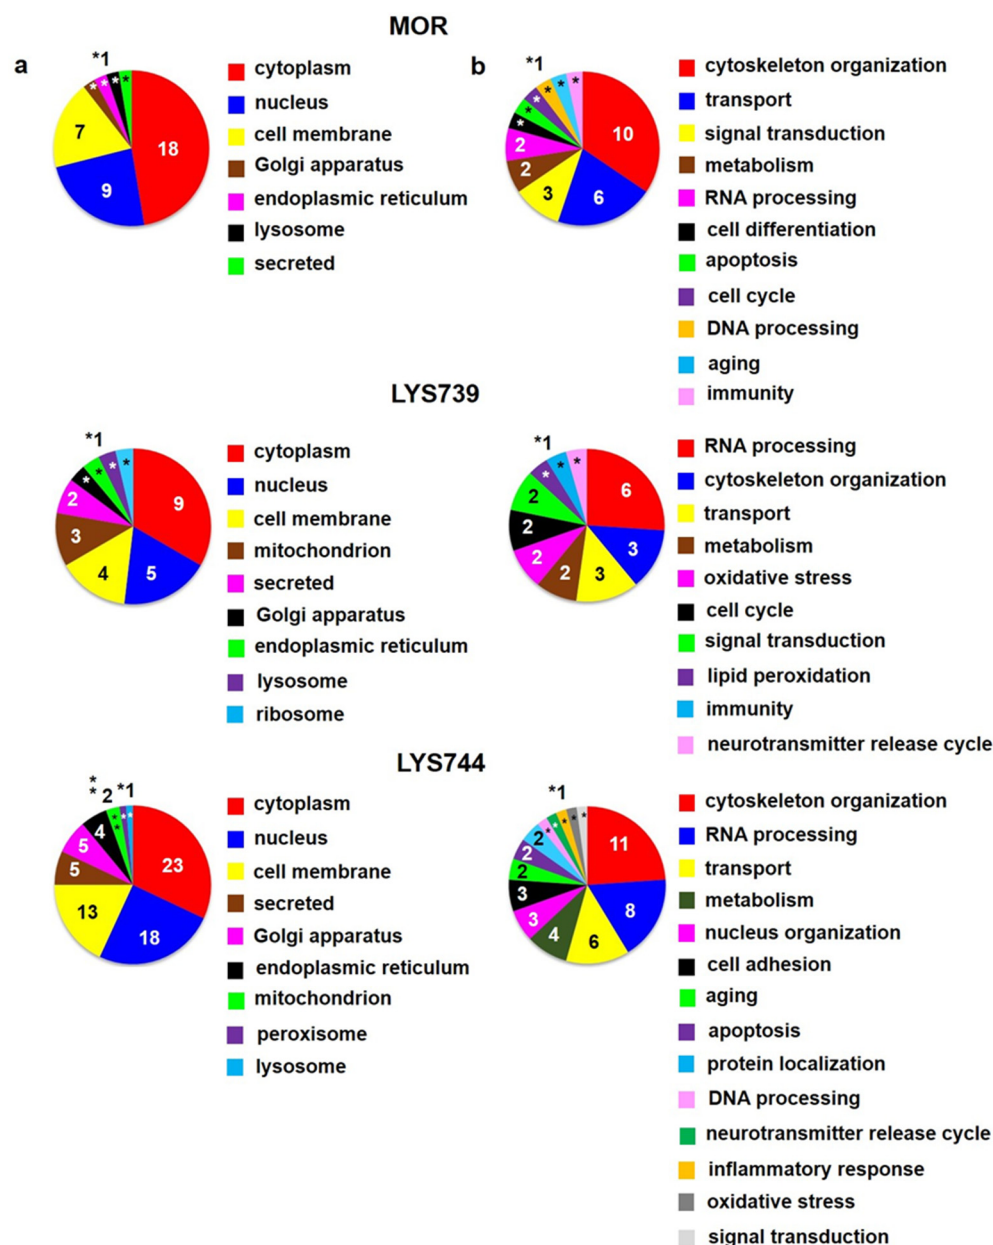 MOR
a
*1
7
18
9
* * * *
cytoplasm
nucleus
cell membrane
Golgi apparatus
endoplasmic reticulum
lysosome
secreted
b
*1
10
2
2
3
6
* * * * * *
cytoskeleton organization
transport
signal transduction
metabolism
RNA processing
cell differentiation
apoptosis
cell cycle
DNA processing
aging
immunity
LYS739
*1
9
2
3
4
5
* * * *
cytoplasm
nucleus
cell membrane
mitochondrion
secreted
Golgi apparatus
endoplasmic reticulum
lysosome
ribosome
*1
6
2
2
3
2
2
3
* * *
RNA processing
cytoskeleton organization
transport
metabolism
oxidative stress
cell cycle
signal transduction
lipid peroxidation
immunity
neurotransmitter release cycle
LYS744
** 2 *1
4
5
5
23
13
18
* * * *
cytoplasm
nucleus
cell membrane
secreted
Golgi apparatus
endoplasmic reticulum
mitochondrion
peroxisome
lysosome
*1
2
2
2
3
3
4
6
11
8
* * * * *
cytoskeleton organization
RNA processing
transport
metabolism
nucleus organization
cell adhesion
aging
apoptosis
protein localization
DNA processing
neurotransmitter release cycle
inflammatory response
oxidative stress
signal transduction